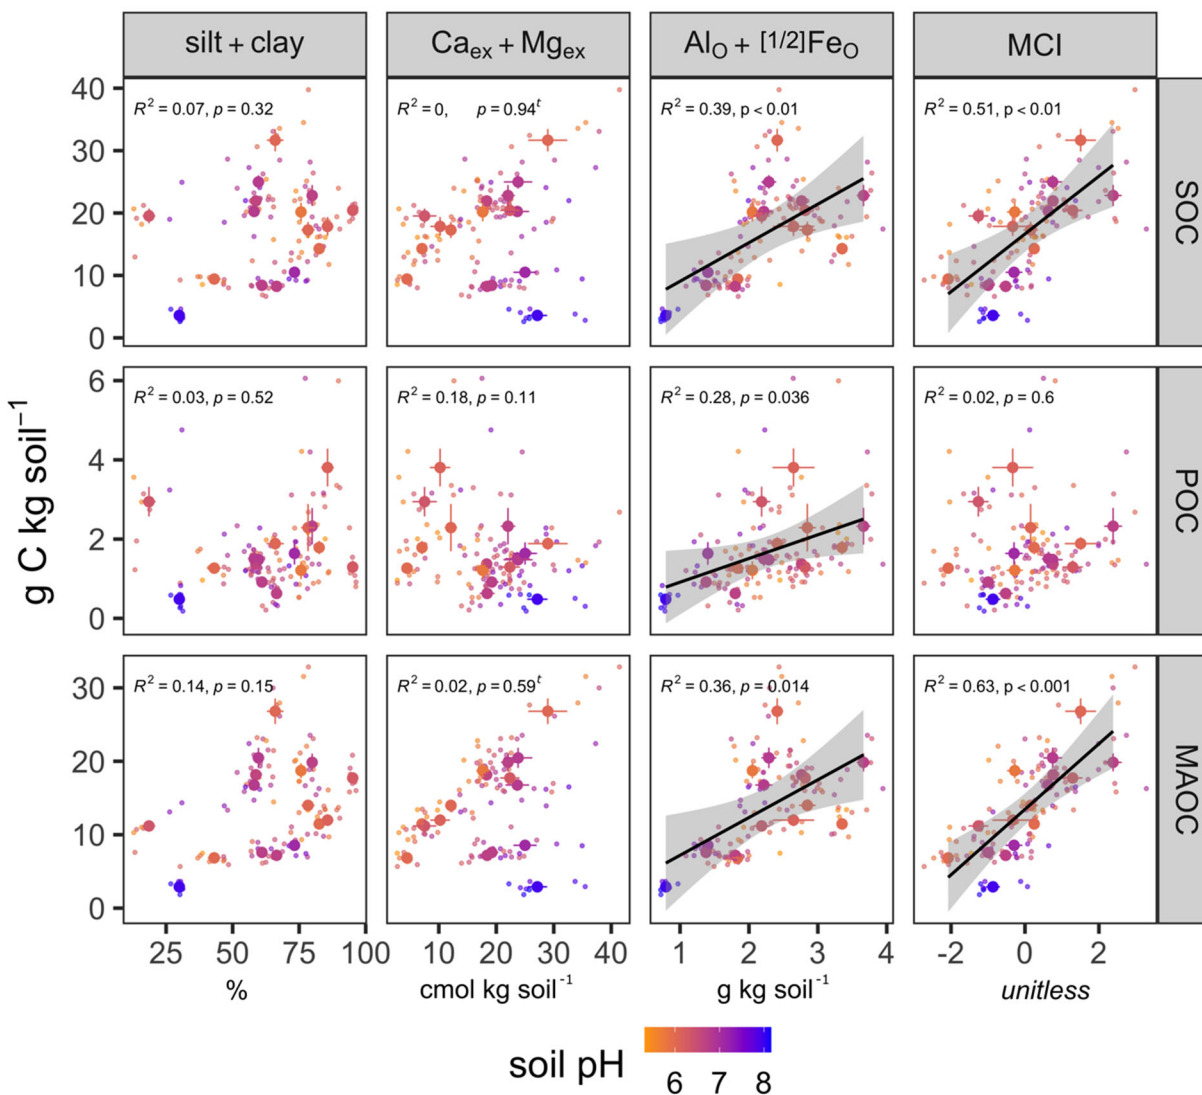 silt + clay Ca_ex + Mg_ex Al_O + [1/2]Fe_O MCI
40
30
20
10
0
R² = 0.07, p = 0.32 R² = 0, p = 0.94ᵗ R² = 0.39, p < 0.01 R² = 0.51, p < 0.01
SOC
6
4
2
0
R² = 0.03, p = 0.52 R² = 0.18, p = 0.11 R² = 0.28, p = 0.036 R² = 0.02, p = 0.6
POC
30
20
10
0
R² = 0.14, p = 0.15 R² = 0.02, p = 0.59ᵗ R² = 0.36, p = 0.014 R² = 0.63, p < 0.001
MAOC
g C kg soil⁻¹
25 50 75 100 0 10 20 30 40 0 1 2 3 4 -2 0 2
% cmol kg soil⁻¹ g kg soil⁻¹ unitless
soil pH
6 7 8